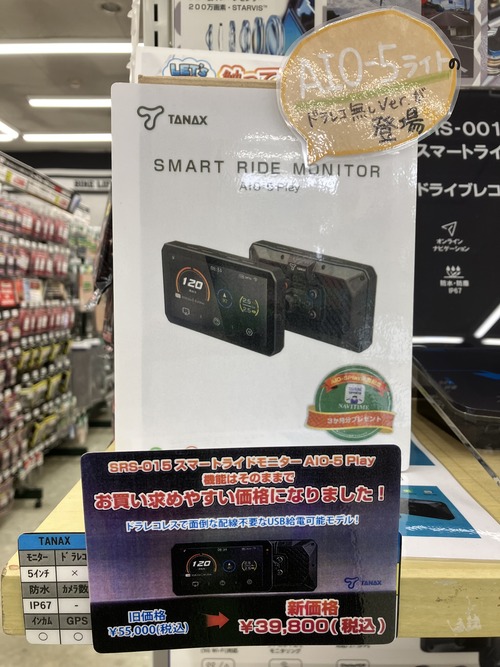 200万画素・STARVIS™
LET's
触って
AIO-5ライトの
ドラレコ無しVer.が
登場
TANAX
SMART RIDE MONITOR
AIO-5 Play
120
NAVITIME
3か月分プレゼント
RS-001
スマートライ
ドライブレコ
オンライン
ナビゲーション
防水・防塵
IP67
SRS-015 スマートライドモニター AIO-5 Play
機能はそのままで
お買い求めやすい価格になりました!
ドラレコレスで面倒な配線不要なUSB給電可能モデル!
120
TANAX
旧価格
¥55,000(税込)
新価格
¥39,800(税込)
TANAX
モニター ドラレコ
5インチ ×
防水 カメラ数
IP67 -
インカム GPS
○ ○